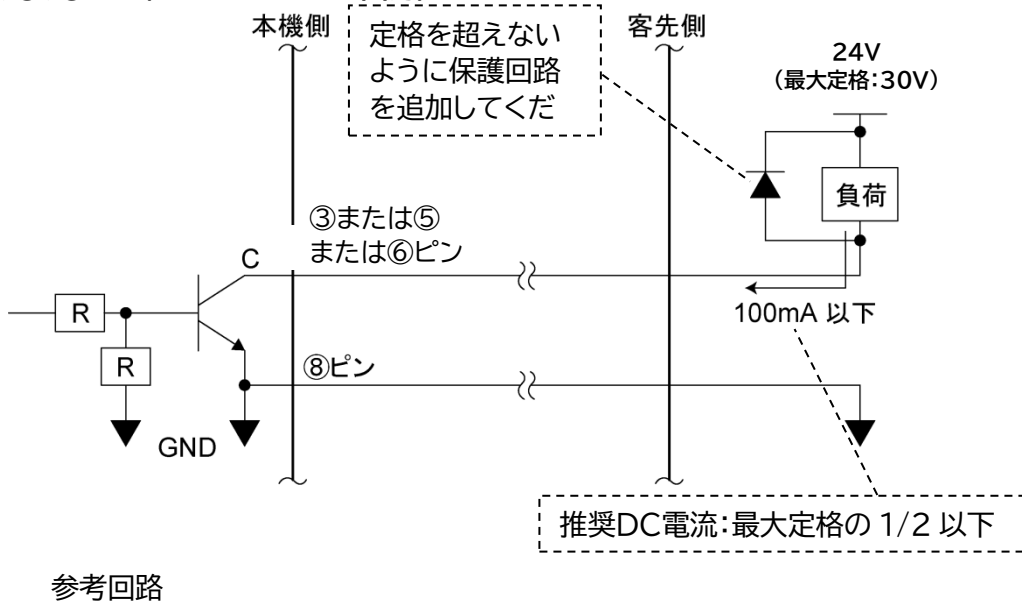 本機側
定格を超えない
ように保護回路
を追加してくだ
客先側
24V
（最大定格：30V）
負荷
③または⑤
または⑥ピン
C
R
R
100mA 以下
⑧ピン
GND
推奨DC電流：最大定格の 1/2 以下
参考回路